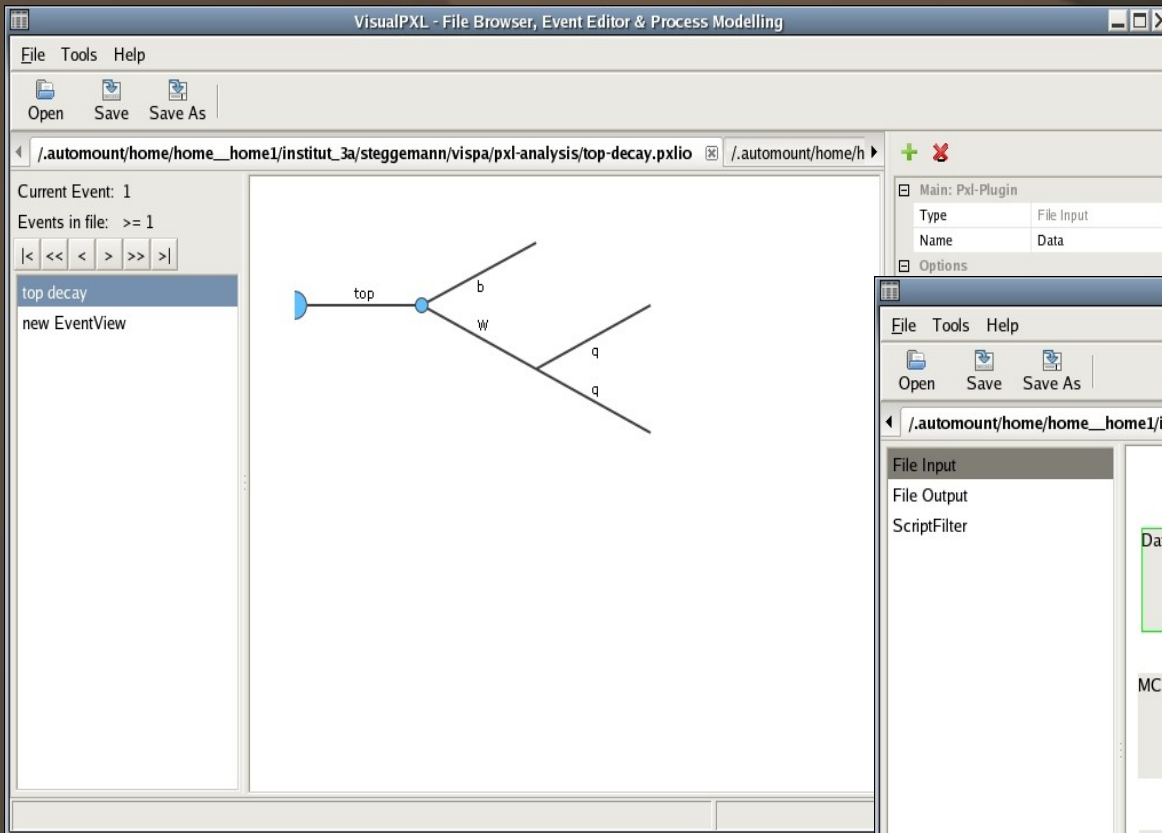 VisualPXL - File Browser, Event Editor & Process Modelling
File Tools Help
Open Save Save As
/.automount/home/home__home1/institut_3a/steggemann/vispa/pxl-analysis/top-decay.pxlio
/.automount/home/h
Current Event: 1
Events in file: >= 1
|< << < > >> >|
top decay
new EventView
top
b
W
q
q
Main: Pxl-Plugin
Type File Input
Name Data
Options
File Tools Help
Open Save Save As
/.automount/home/home__home1/i
File Input
File Output
ScriptFilter
Da
MC